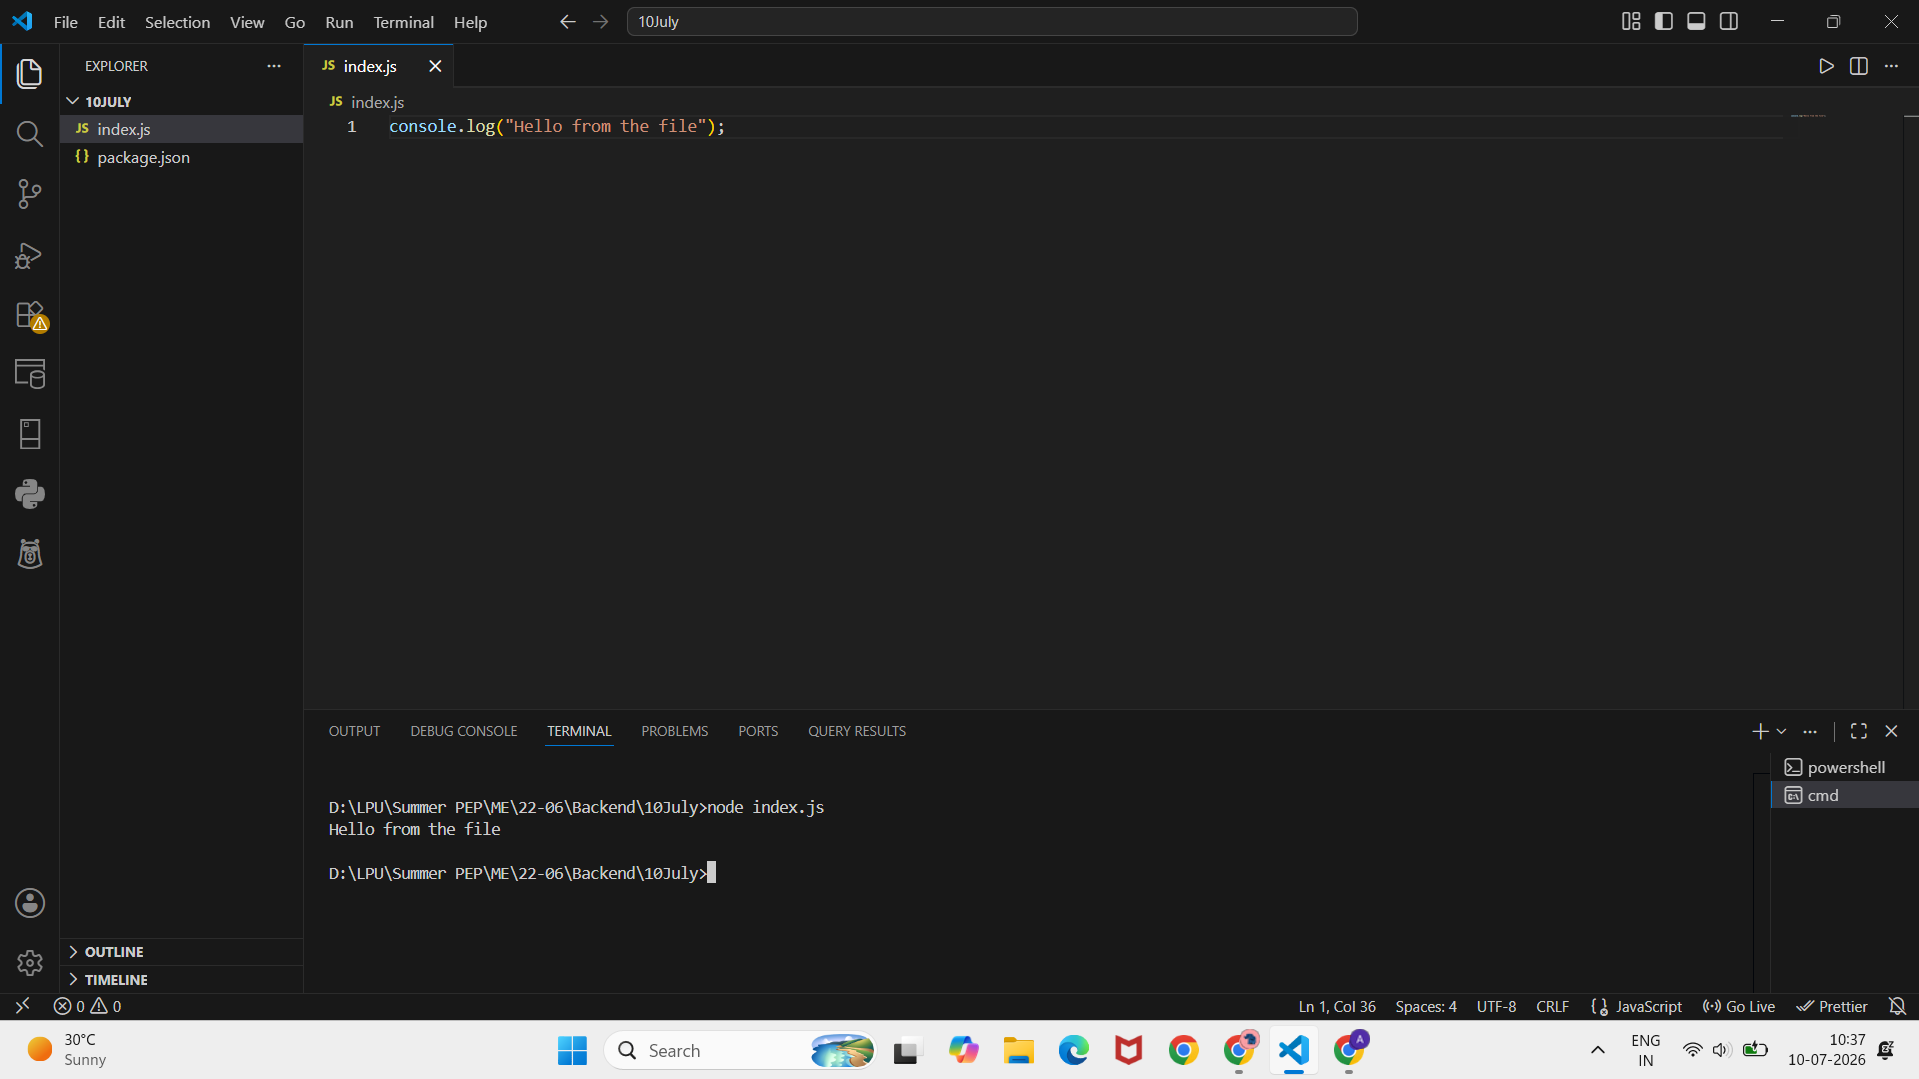 File Edit Selection View Go Run Terminal Help
10July
EXPLORER
JS index.js
10JULY
JS index.js
{} package.json
JS index.js
1 console.log("Hello from the file");
OUTPUT DEBUG CONSOLE TERMINAL PROBLEMS PORTS QUERY RESULTS
powershell
cmd
D:\LPU\Summer PEP\ME\22-06\Backend\10July>node index.js
Hello from the file
D:\LPU\Summer PEP\ME\22-06\Backend\10July>
OUTLINE
TIMELINE
0 0
Ln 1, Col 36 Spaces: 4 UTF-8 CRLF JavaScript Go Live Prettier
30°C
Sunny
Search
A
ENG
IN
10:37
10-07-2026